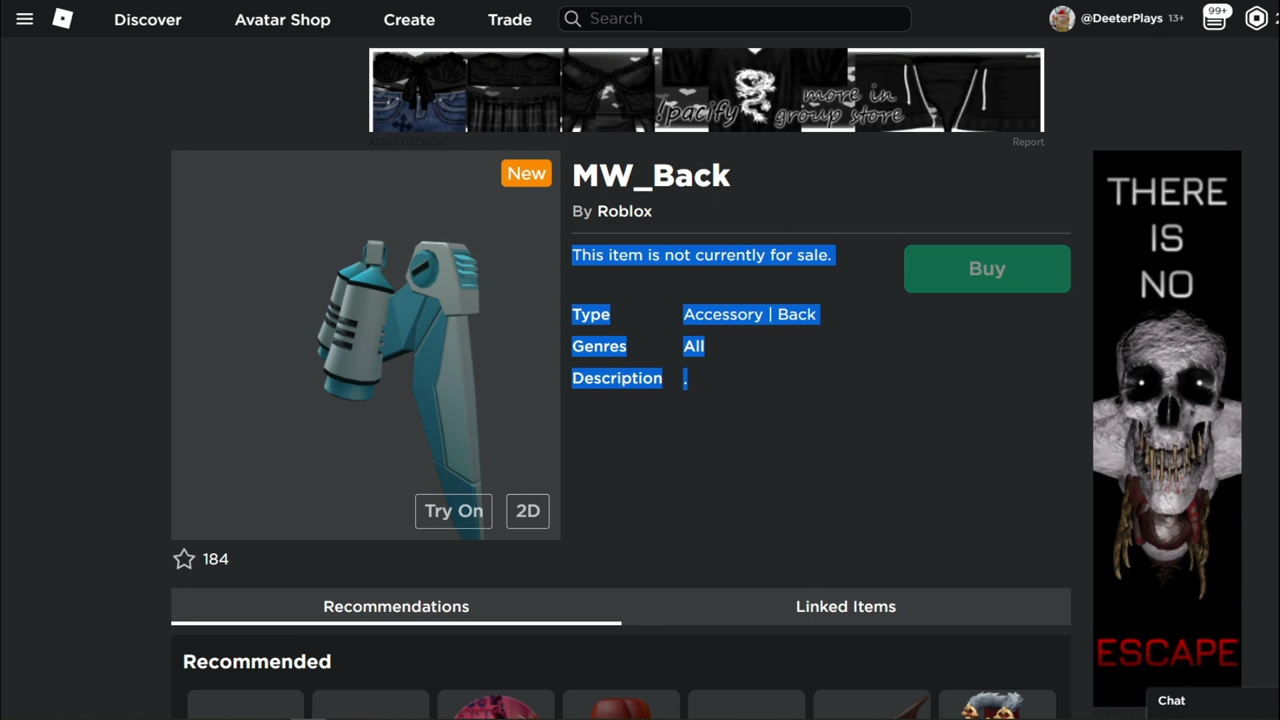 Discover Avatar Shop Create Trade Search @DeeterPlays 13+ 99+
!pacify more in
group store
ADVERTISEMENT
Report
New
MW_Back
By Roblox
This item is not currently for sale.
Buy
Type Accessory | Back
Genres All
Description .
Try On 2D
184
Recommendations Linked Items
Recommended
THERE
IS
NO
ESCAPE
Chat